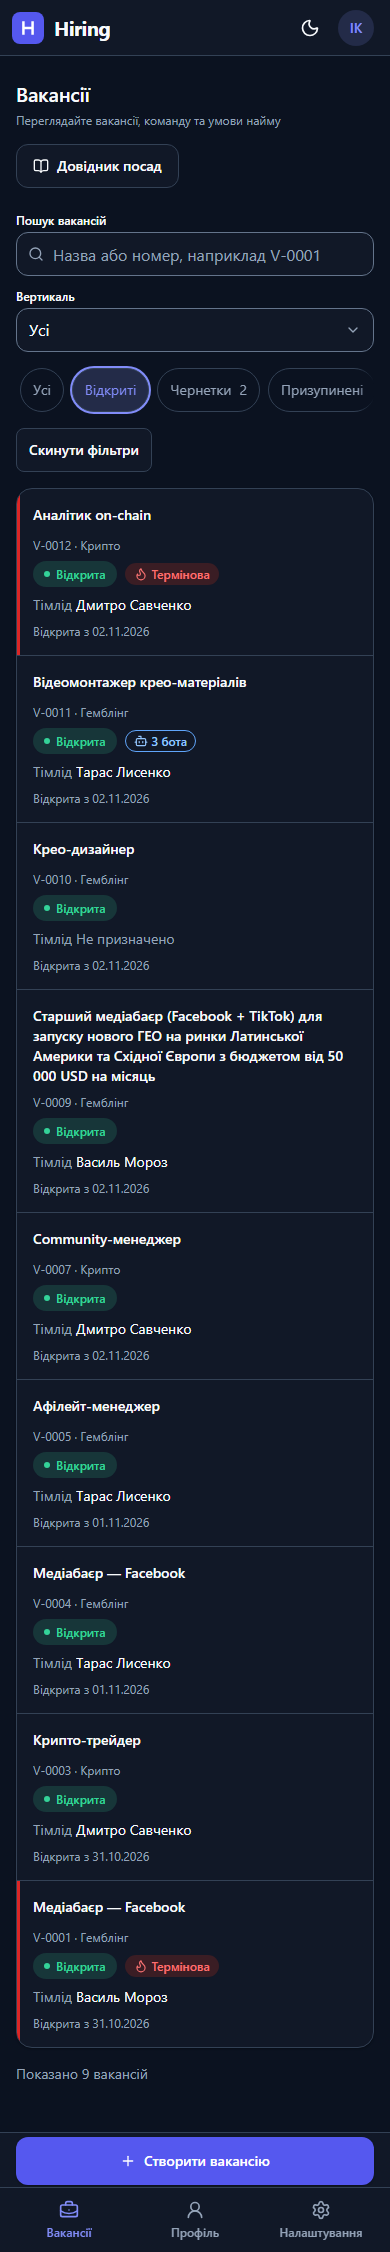 H Hiring
ІК
Вакансії
Переглядайте вакансії, команду та умови найму
Довідник посад
Пошук вакансій
Назва або номер, наприклад V-0001
Вертикаль
Усі
Усі Відкриті Чернетки 2 Призупинені
Скинути фільтри
Аналітик on-chain
V-0012 · Крипто
Відкрита Термінова
Тімлід Дмитро Савченко
Відкрита з 02.11.2026
Відеомонтажер крео-матеріалів
V-0011 · Гемблінг
Відкрита 3 бота
Тімлід Тарас Лисенко
Відкрита з 02.11.2026
Крео-дизайнер
V-0010 · Гемблінг
Відкрита
Тімлід Не призначено
Відкрита з 02.11.2026
Старший медіабаєр (Facebook + TikTok) для
запуску нового ГЕО на ринки Латинської
Америки та Східної Європи з бюджетом від 50
000 USD на місяць
V-0009 · Гемблінг
Відкрита
Тімлід Василь Мороз
Відкрита з 02.11.2026
Community-менеджер
V-0007 · Крипто
Відкрита
Тімлід Дмитро Савченко
Відкрита з 02.11.2026
Афілейт-менеджер
V-0005 · Гемблінг
Відкрита
Тімлід Тарас Лисенко
Відкрита з 01.11.2026
Медіабаєр — Facebook
V-0004 · Гемблінг
Відкрита
Тімлід Тарас Лисенко
Відкрита з 01.11.2026
Крипто-трейдер
V-0003 · Крипто
Відкрита
Тімлід Дмитро Савченко
Відкрита з 31.10.2026
Медіабаєр — Facebook
V-0001 · Гемблінг
Відкрита Термінова
Тімлід Василь Мороз
Відкрита з 31.10.2026
Показано 9 вакансій
+ Створити вакансію
Вакансії Профіль Налаштування